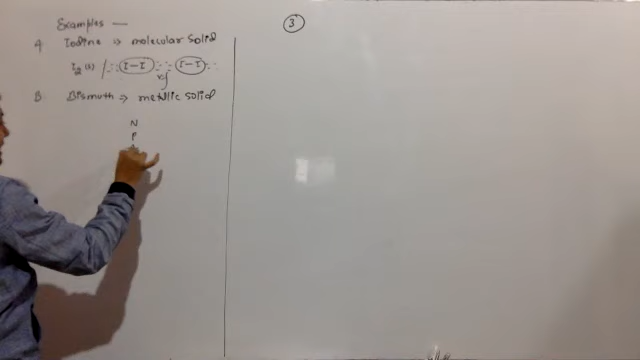 Examples —
③
A Iodine => molecular solid
I2 (s) I-I I-I
B Bismuth => metallic solid
N
P